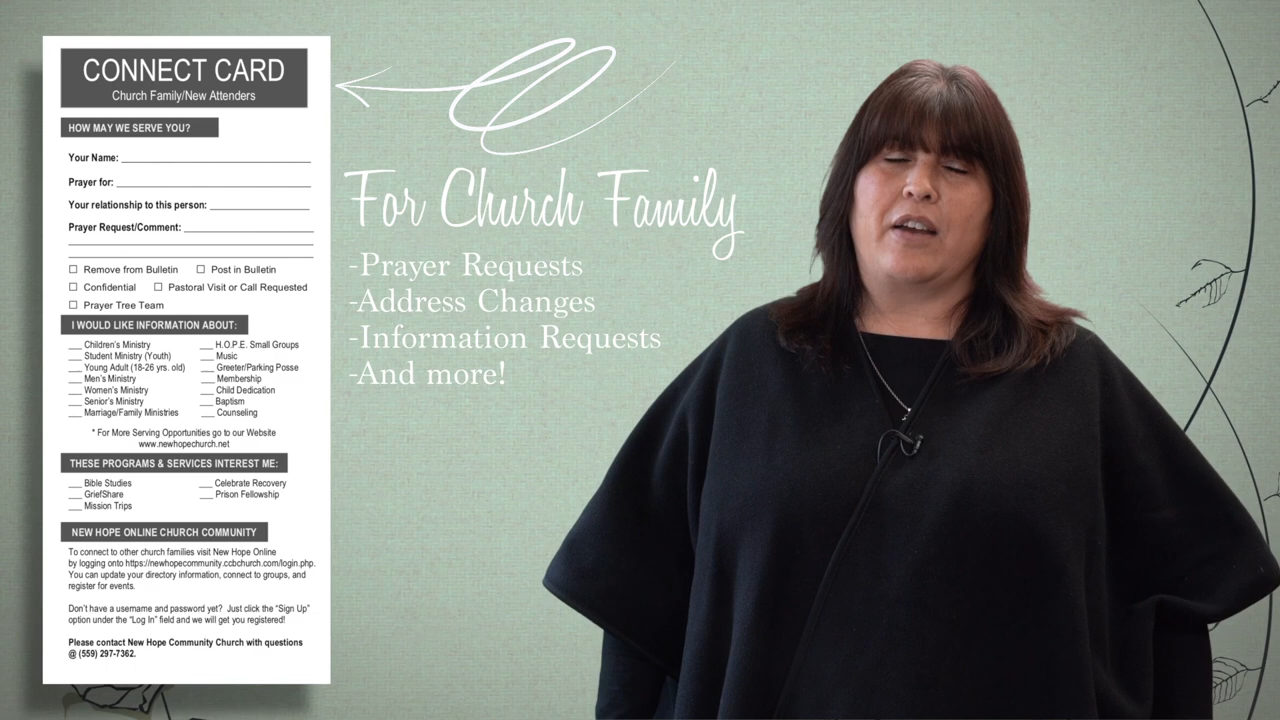 CONNECT CARD
Church Family/New Attenders
HOW MAY WE SERVE YOU?
Your Name:
Prayer for:
Your relationship to this person:
Prayer Request/Comment:
Remove from Bulletin
Post in Bulletin
Confidential
Pastoral Visit or Call Requested
Prayer Tree Team
I WOULD LIKE INFORMATION ABOUT:
Children's Ministry
Student Ministry (Youth)
Young Adult (18-26 yrs. old)
Men's Ministry
Women's Ministry
Senior's Ministry
Marriage/Family Ministries
H.O.P.E. Small Groups
Music
Greeter/Parking Posse
Membership
Child Dedication
Baptism
Counseling
* For More Serving Opportunities go to our Website
www.newhopechurch.net
THESE PROGRAMS & SERVICES INTEREST ME:
Bible Studies
GriefShare
Mission Trips
Celebrate Recovery
Prison Fellowship
NEW HOPE ONLINE CHURCH COMMUNITY
To connect to other church families visit New Hope Online
by logging onto https://newhopecommunity.ccbchurch.com/login.php.
You can update your directory information, connect to groups, and
register for events.
Don't have a username and password yet? Just click the "Sign Up"
option under the "Log In" field and we will get you registered!
Please contact New Hope Community Church with questions
@ (559) 297-7362.
For Church Family
-Prayer Requests
-Address Changes
-Information Requests
-And more!